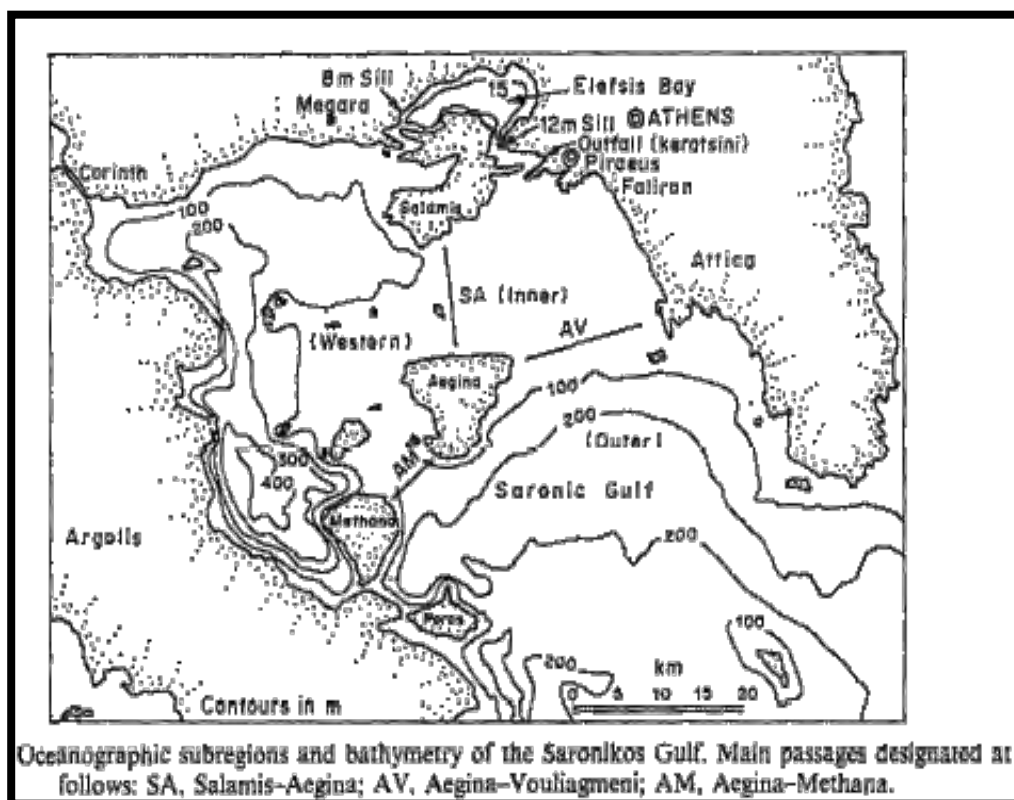 8m Sill
Megara
15
Elefsis Bay
12m Sill
ATHENS
Outfall (keratsini)
Piraeus
Faliron
Corinth
100
200
Salamis
Attica
SA (Inner)
AV
(Western)
Aegina
100
200
(Outer)
300
400
AM
Saronic Gulf
Methana
Argolis
200
Poros
100
200
km
0 5 10 15 20
Contours in m
Oceanographic subregions and bathymetry of the Saronikos Gulf. Main passages designated at
follows: SA, Salamis–Aegina; AV, Aegina–Vouliagmeni; AM, Aegina–Methana.